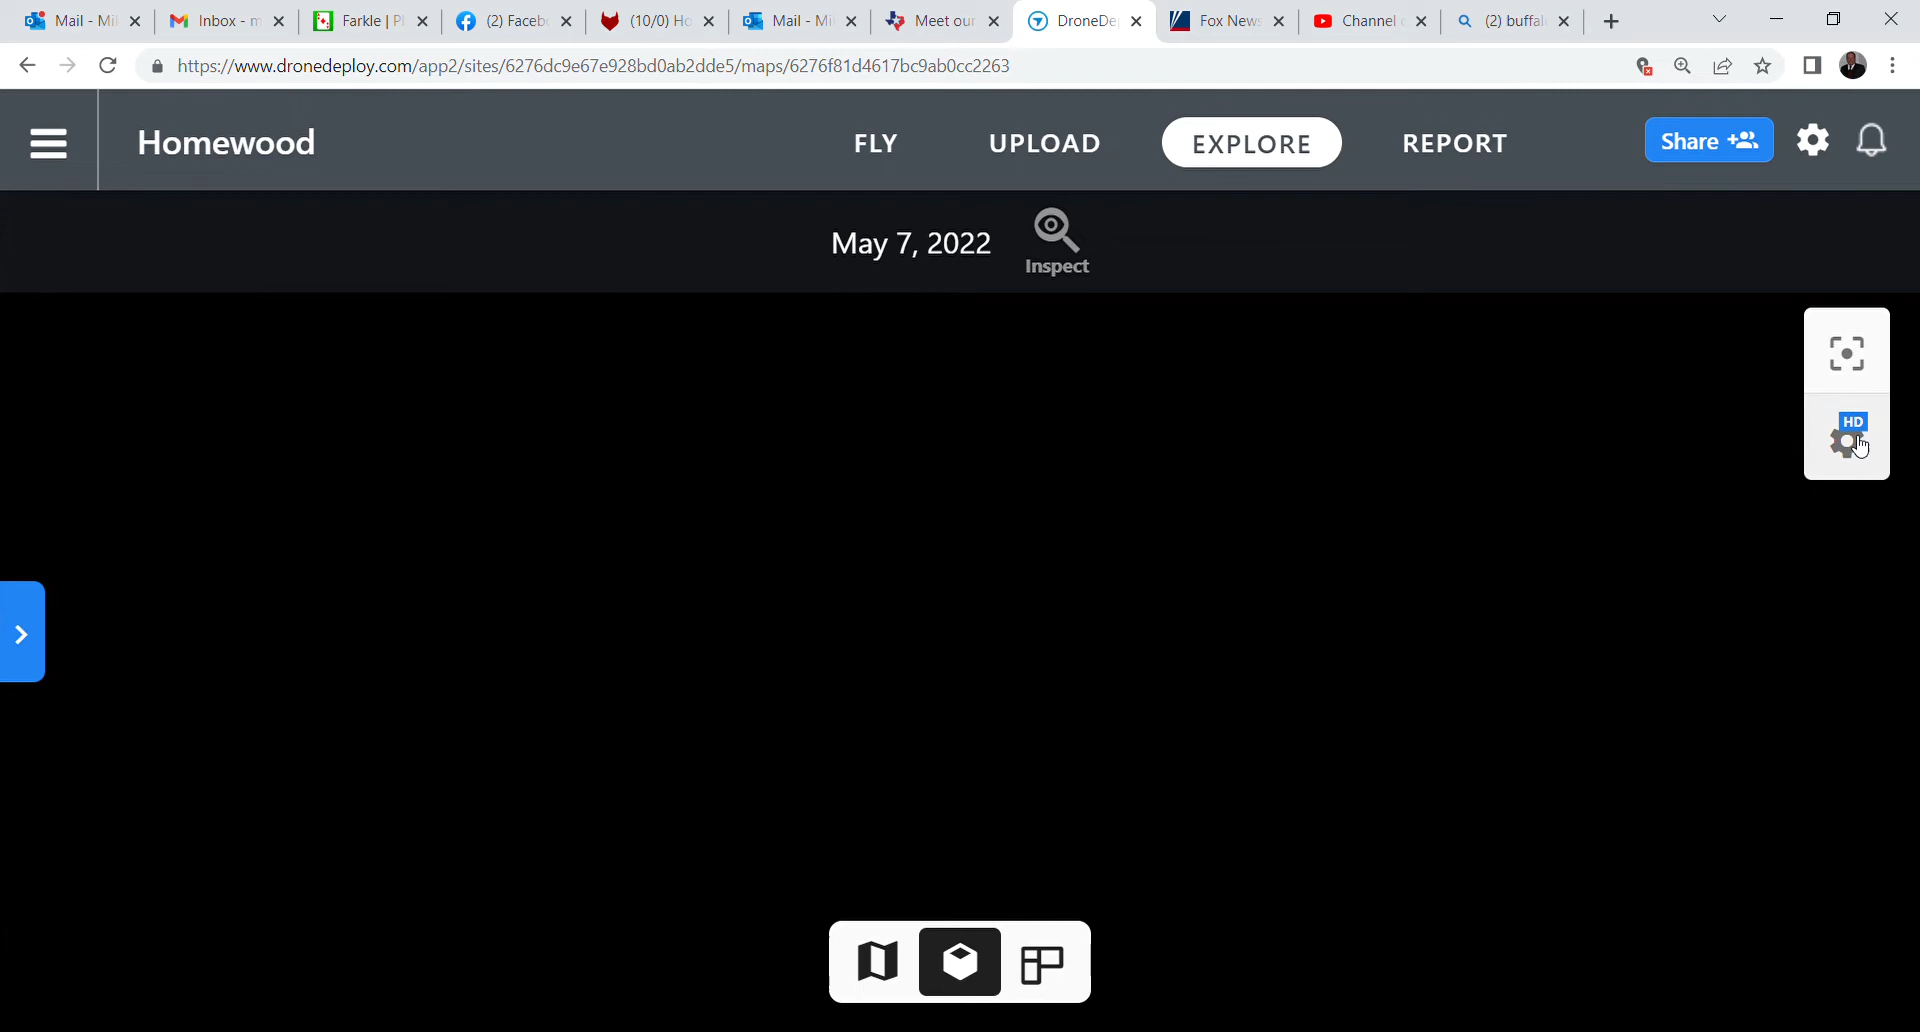 Mail - Mi
Inbox - m
Farkle | P
(2) Faceb
(10/0) Ho
Mail - Mi
Meet our
DroneDe
Fox News
Channel
(2) buffal
https://www.dronedeploy.com/app2/sites/6276dc9e67e928bd0ab2dde5/maps/6276f81d4617bc9ab0cc2263
Homewood
FLY
UPLOAD
EXPLORE
REPORT
Share
May 7, 2022
Inspect
HD